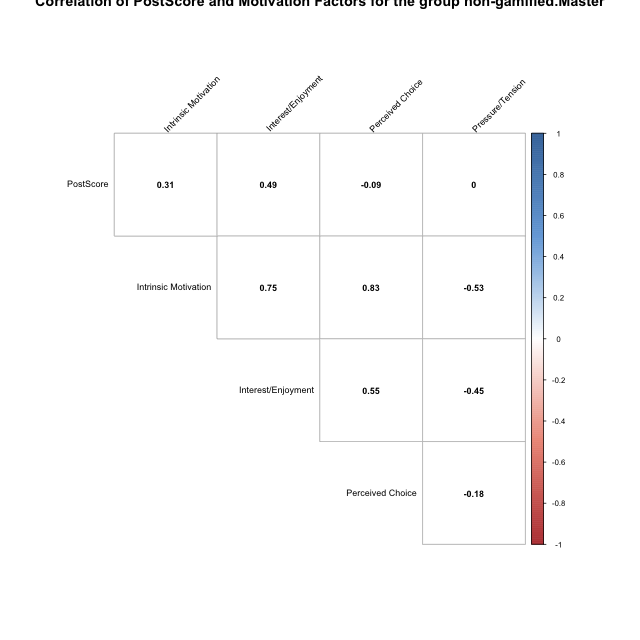 Correlation of PostScore and Motivation Factors for the group non-gamified.Master
Intrinsic Motivation
Interest/Enjoyment
Perceived Choice
Pressure/Tension
PostScore 0.31 0.49 -0.09 0
Intrinsic Motivation 0.75 0.83 -0.53
Interest/Enjoyment 0.55 -0.45
Perceived Choice -0.18
1
0.8
0.6
0.4
0.2
0
-0.2
-0.4
-0.6
-0.8
-1